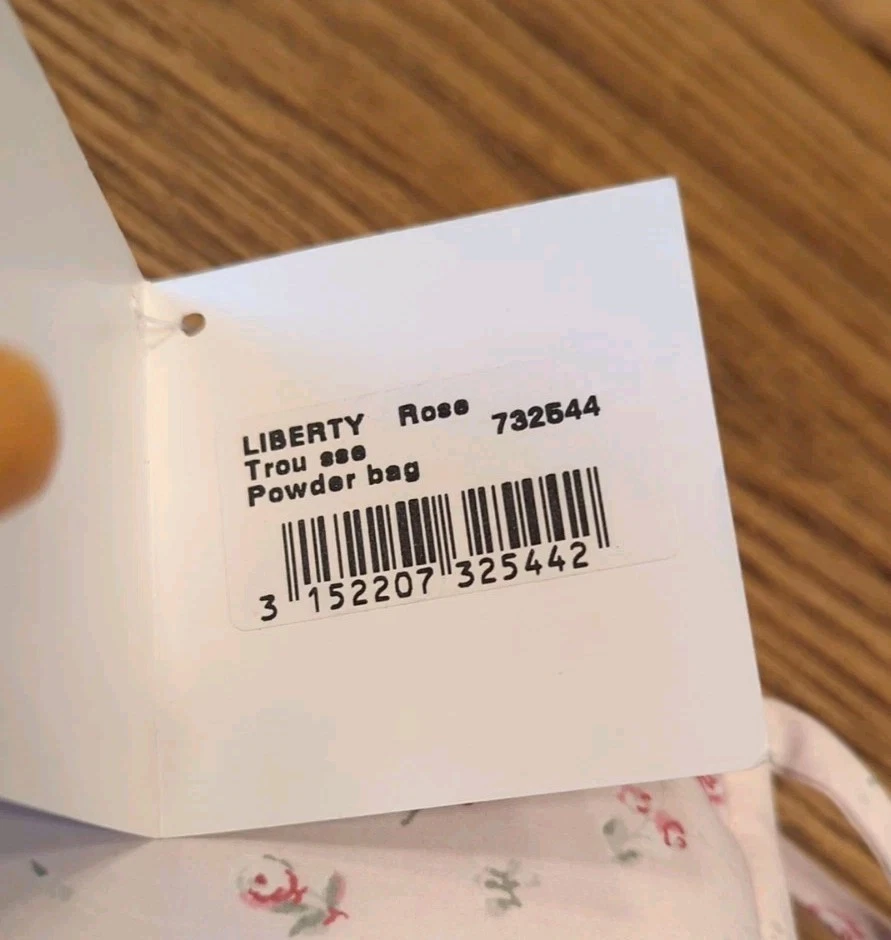 LIBERTY Rose 732544
Trou sse
Powder bag
3 152207 325442